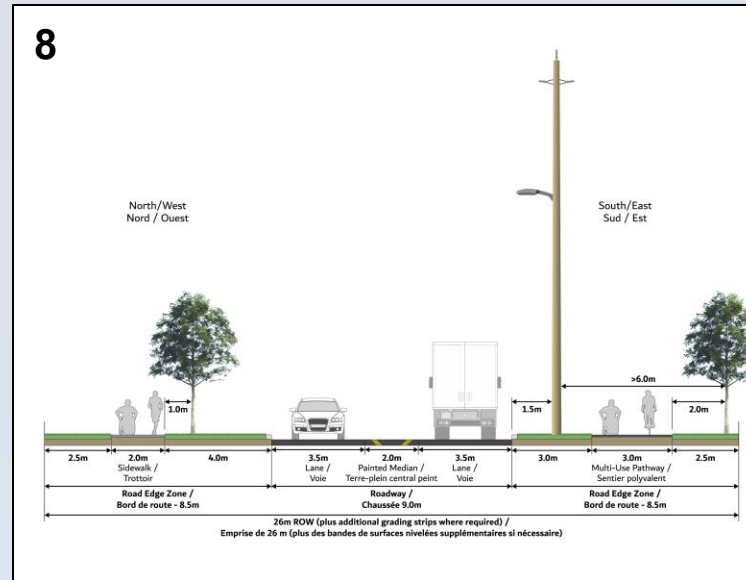 8
North/West
Nord / Ouest
South/East
Sud / Est
>6.0m
1.0m
1.5m
2.0m
2.5m
2.0m
4.0m
3.5m
2.0m
3.5m
3.0m
3.0m
2.5m
Sidewalk /
Trottoir
Lane /
Voie
Painted Median /
Terre-plein central peint
Lane /
Voie
Multi-Use Pathway /
Sentier polyvalent
Road Edge Zone /
Bord de route - 8.5m
Roadway /
Chaussée 9.0m
Road Edge Zone /
Bord de route - 8.5m
26m ROW (plus additional grading strips where required) /
Emprise de 26 m (plus des bandes de surfaces nivelées supplémentaires si nécessaire)